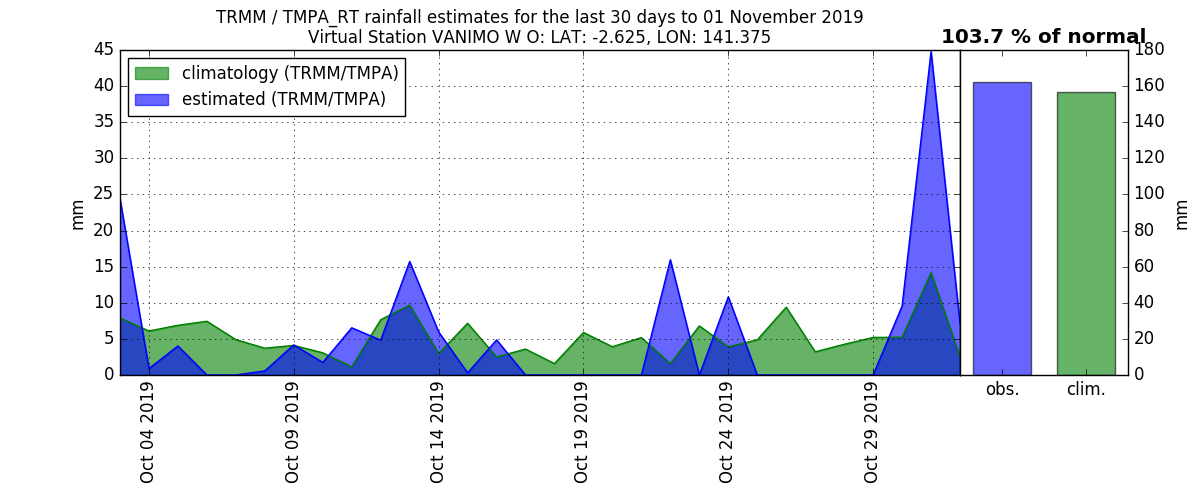 TRMM / TMPA_RT rainfall estimates for the last 30 days to 01 November 2019
Virtual Station VANIMO W O: LAT: -2.625, LON: 141.375
103.7 % of normal
climatology (TRMM/TMPA)
estimated (TRMM/TMPA)
mm
45
40
35
30
25
20
15
10
5
0
Oct 04 2019
Oct 09 2019
Oct 14 2019
Oct 19 2019
Oct 24 2019
Oct 29 2019
obs.
clim.
180
160
140
120
100
80
60
40
20
0
mm